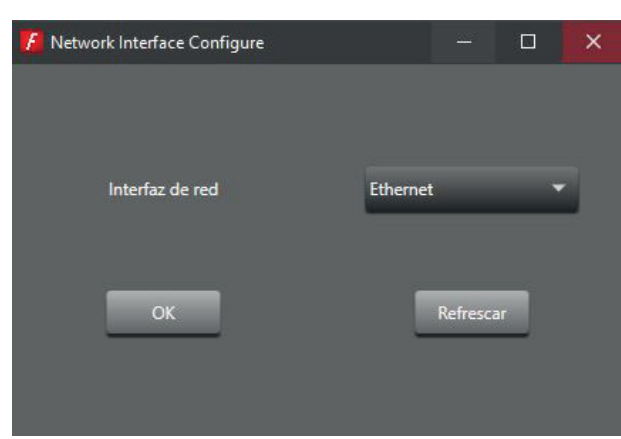 Network Interface Configure
Interfaz de red
Ethernet
OK
Refrescar